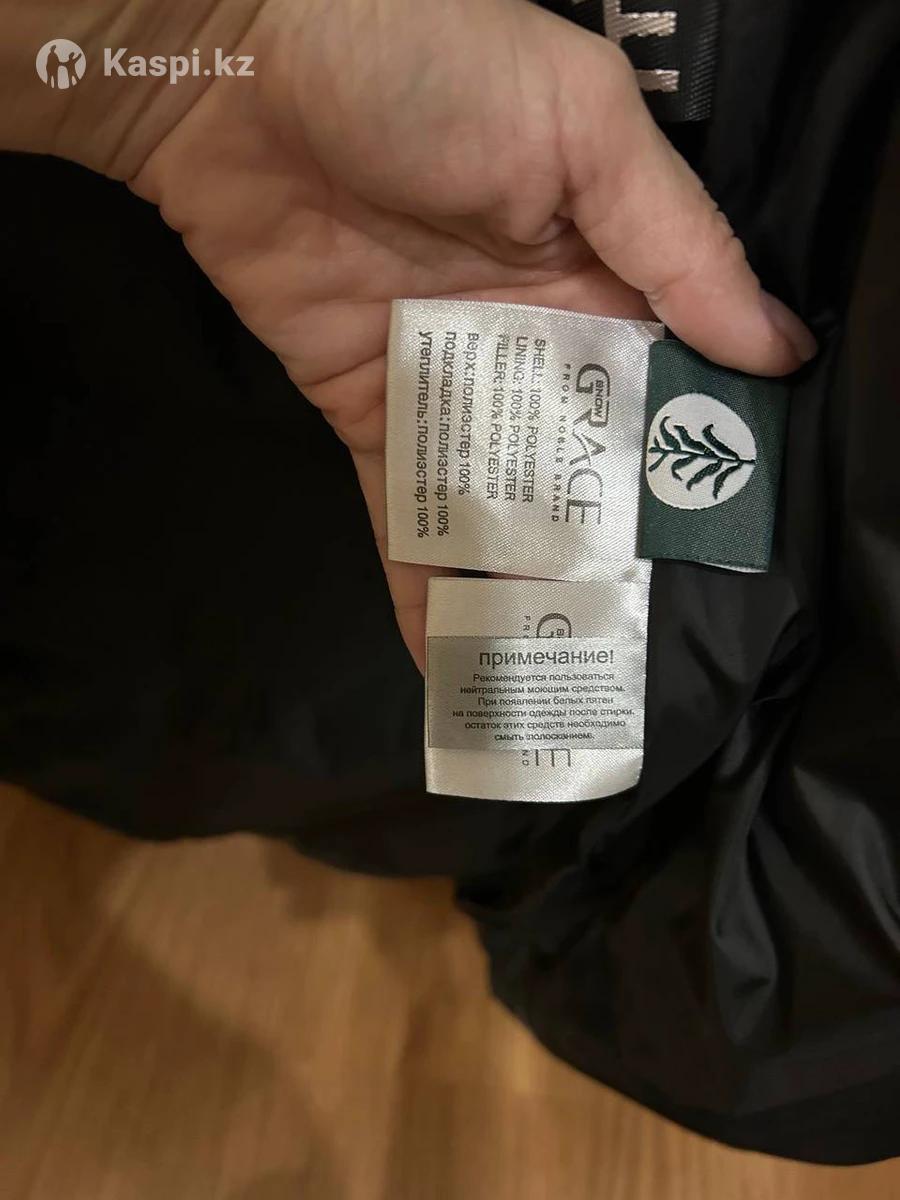 Kaspi.kz
GRACE
SNOW
FROM NOBLE BRAND
SHELL: 100% POLYESTER
LINING: 100% POLYESTER
FILLER: 100% POLYESTER
верх:полиэстер 100%
подкладка:полиэстер 100%
утеплитель:полиэстер 100%
примечание!
Рекомендуется пользоваться
нейтральным моющим средством.
При появлении белых пятен
на поверхности одежды после стирки.
остаток этих средств необходимо
смыть (полосканием).